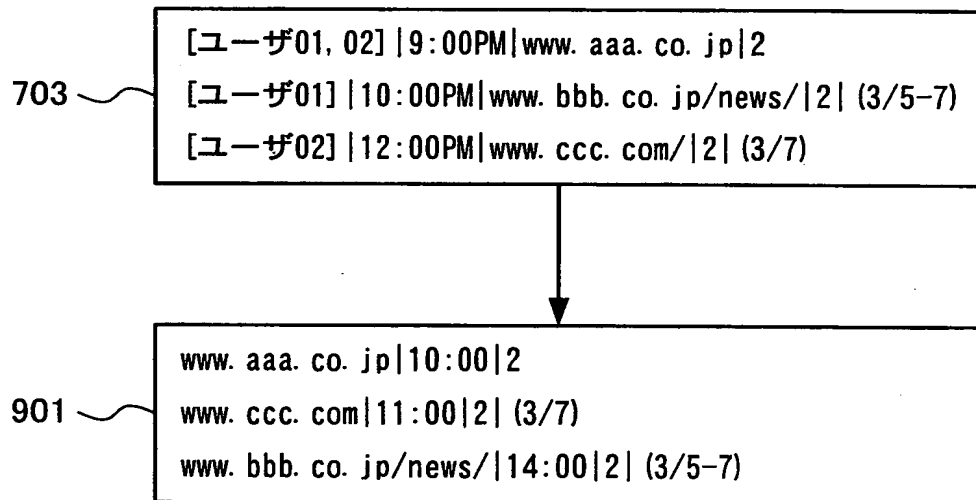 703
[ユーザ01, 02] |9:00PM|www. aaa. co. jp|2
[ユーザ01] |10:00PM|www. bbb. co. jp/news/|2| (3/5-7)
[ユーザ02] |12:00PM|www. ccc. com/|2| (3/7)
901
www. aaa. co. jp|10:00|2
www. ccc. com|11:00|2| (3/7)
www. bbb. co. jp/news/|14:00|2| (3/5-7)